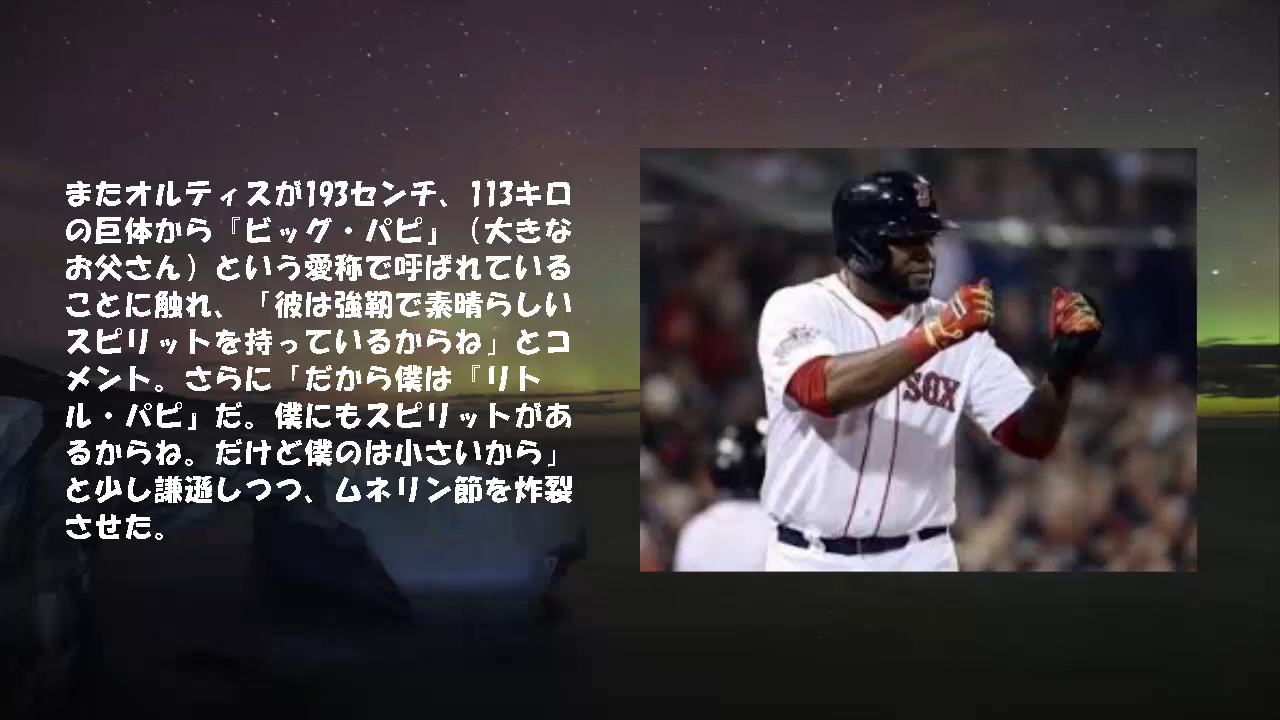 またオルティスが193センチ、113キロ
の巨体から『ビッグ・パピ」（大きな
お父さん）という愛称で呼ばれている
ことに触れ、「彼は強靭で素晴らしい
スピリットを持っているからね」とコ
メント。さらに「だから僕は『リト
ル・パピ」だ。僕にもスピリットがあ
るからね。だけど僕のは小さいから」
と少し謙遜しつつ、ムネリン節を炸裂
させた。
SOX